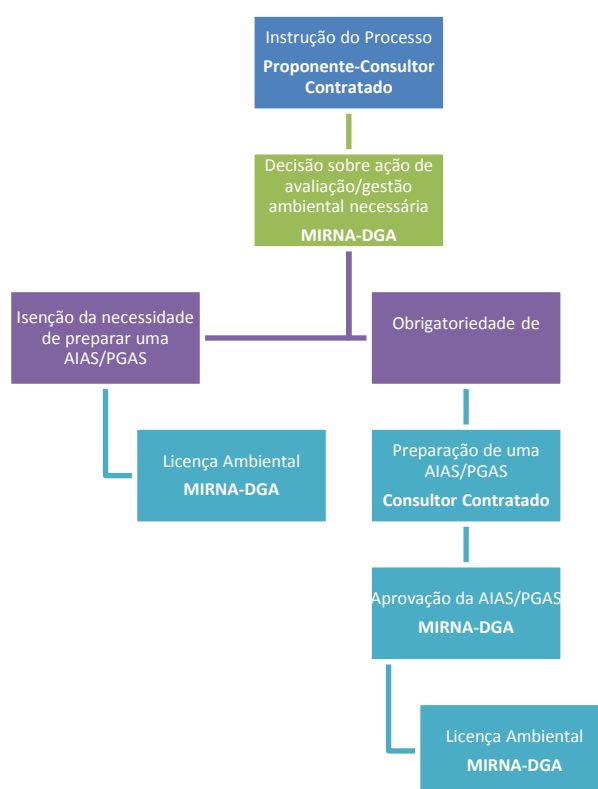 Instrução do Processo
Proponente-Consultor
Contratado
Decisão sobre ação de
avaliação/gestão
ambiental necessária
MIRNA-DGA
Isenção da necessidade
de preparar uma
AIAS/PGAS
Obrigatoriedade de
Licença Ambiental
MIRNA-DGA
Preparação de uma
AIAS/PGAS
Consultor Contratado
Aprovação da AIAS/PGAS
MIRNA-DGA
Licença Ambiental
MIRNA-DGA